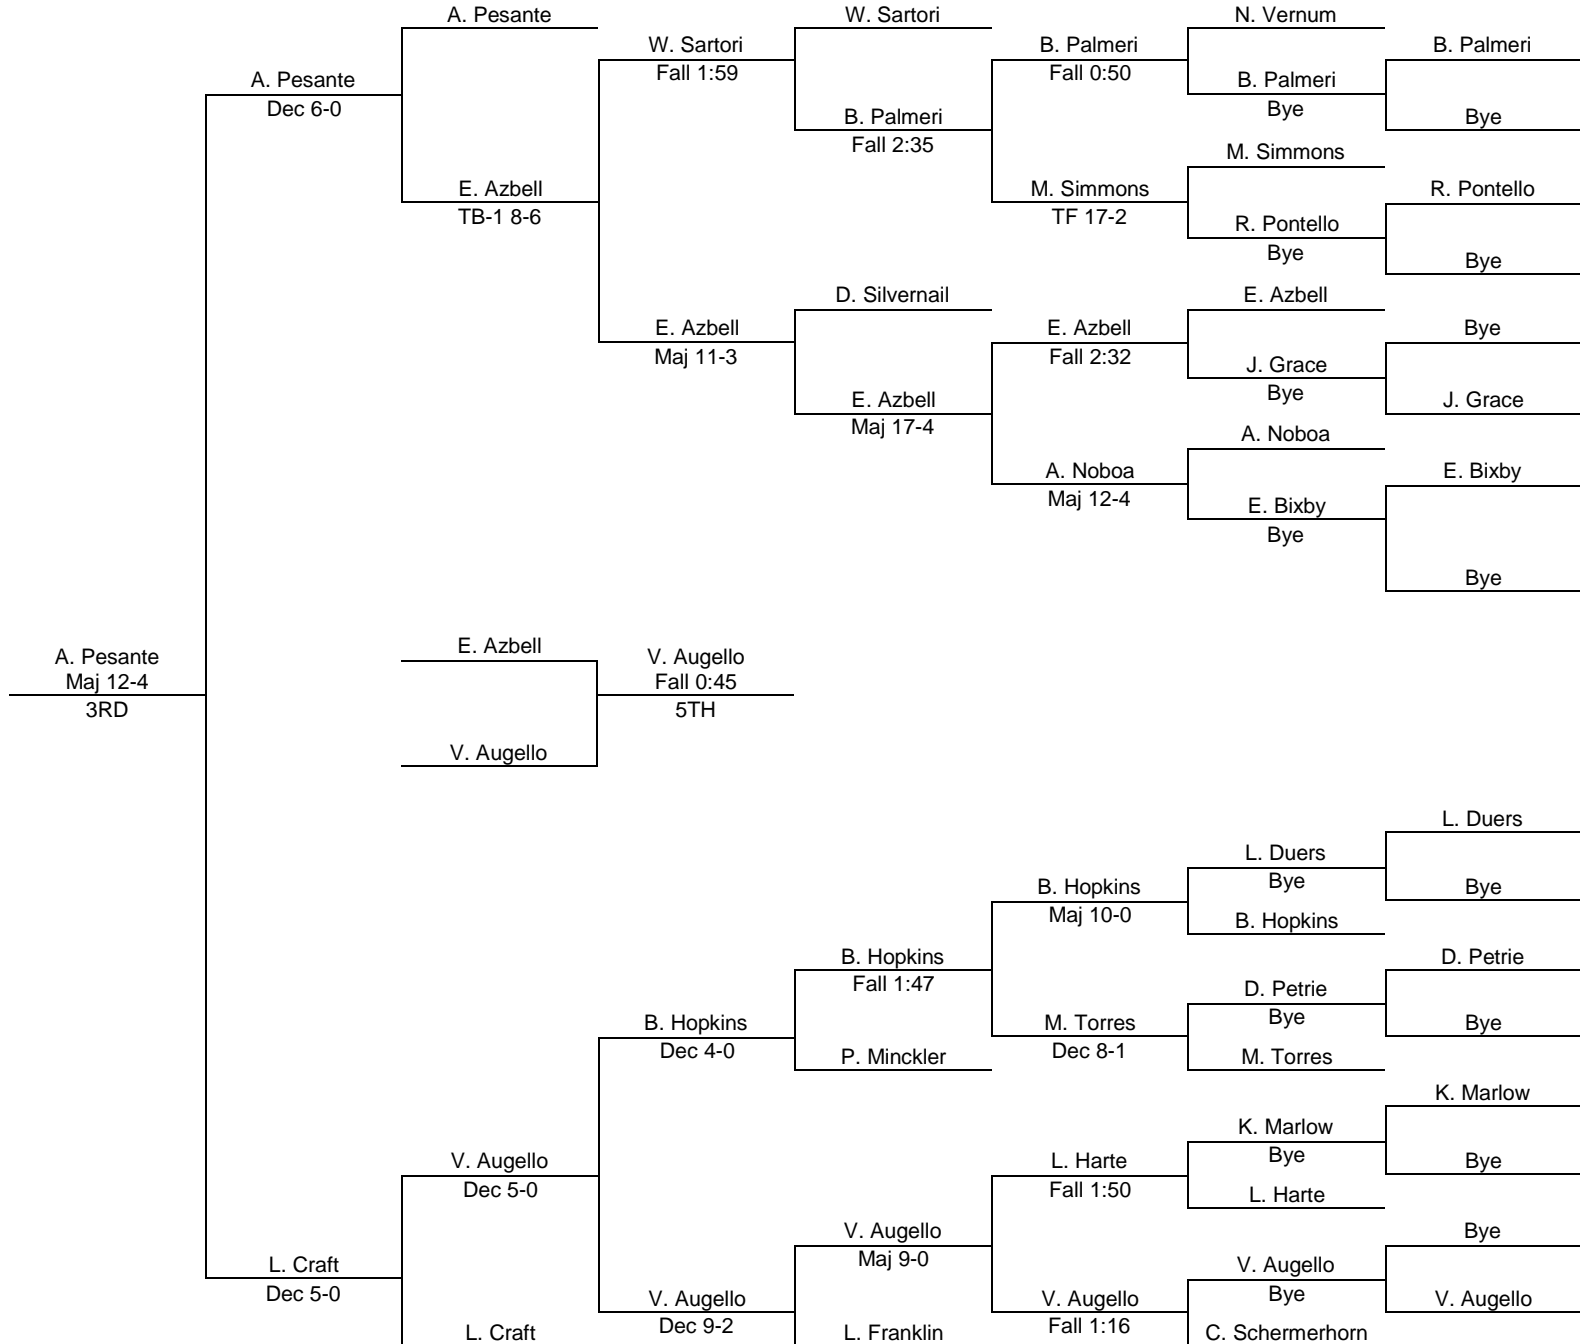 A. Pesante
W. Sartori
N. Vernum
W. Sartori
Fall 1:59
B. Palmeri
Fall 0:50
B. Palmeri
A. Pesante
Dec 6-0
B. Palmeri
Bye
B. Palmeri
Fall 2:35
Bye
M. Simmons
E. Azbell
TB-1 8-6
M. Simmons
TF 17-2
R. Pontello
R. Pontello
Bye
Bye
D. Silvernail
E. Azbell
E. Azbell
Maj 11-3
E. Azbell
Fall 2:32
Bye
J. Grace
Bye
E. Azbell
Maj 17-4
J. Grace
A. Noboa
A. Noboa
Maj 12-4
E. Bixby
E. Bixby
Bye
Bye
A. Pesante
Maj 12-4
3RD
E. Azbell
V. Augello
Fall 0:45
5TH
V. Augello
L. Duers
L. Duers
Bye
B. Hopkins
Maj 10-0
Bye
B. Hopkins
B. Hopkins
Fall 1:47
D. Petrie
D. Petrie
Bye
B. Hopkins
Dec 4-0
M. Torres
Dec 8-1
Bye
P. Minckler
M. Torres
K. Marlow
K. Marlow
Bye
V. Augello
Dec 5-0
L. Harte
Fall 1:50
Bye
L. Harte
V. Augello
Maj 9-0
Bye
L. Craft
Dec 5-0
V. Augello
Bye
V. Augello
Dec 9-2
V. Augello
Fall 1:16
V. Augello
L. Craft
L. Franklin
C. Schermerhorn